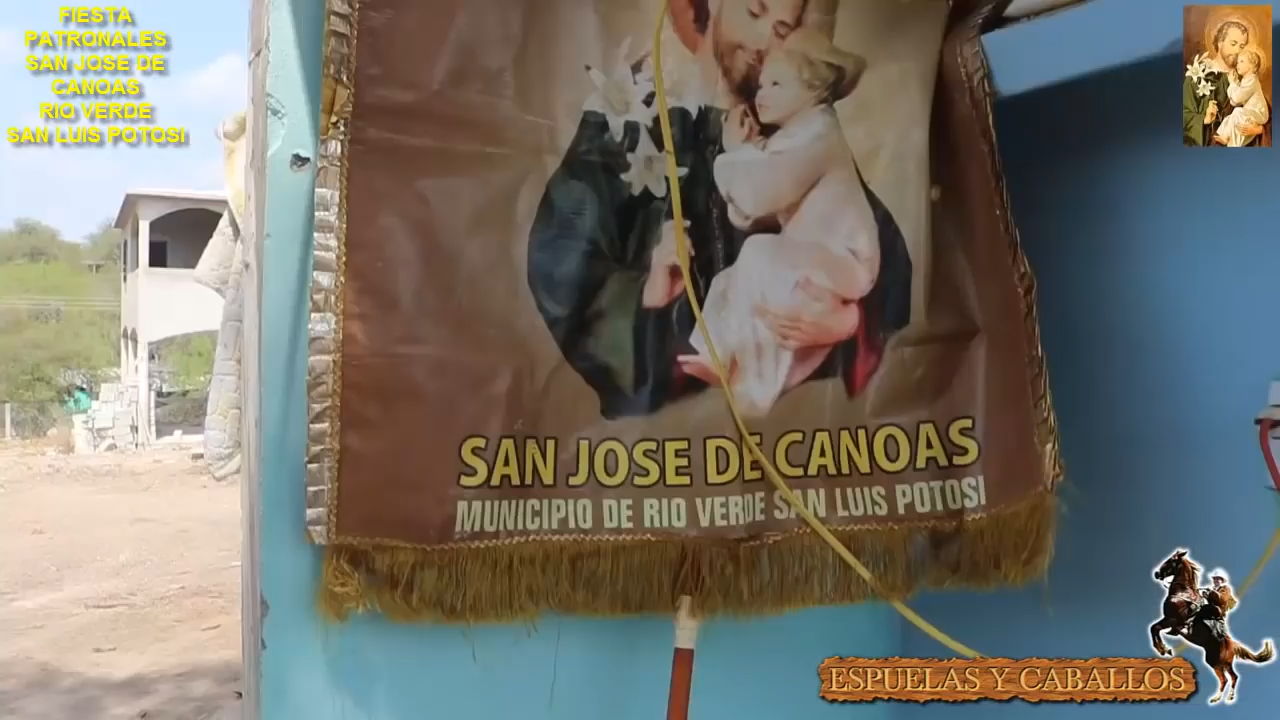 FIESTA
PATRONALES
SAN JOSE DE
CANOAS
RIO VERDE
SAN LUIS POTOSI
SAN JOSE DE CANOAS
MUNICIPIO DE RIO VERDE SAN LUIS POTOSI
ESPUELAS Y CABALLOS